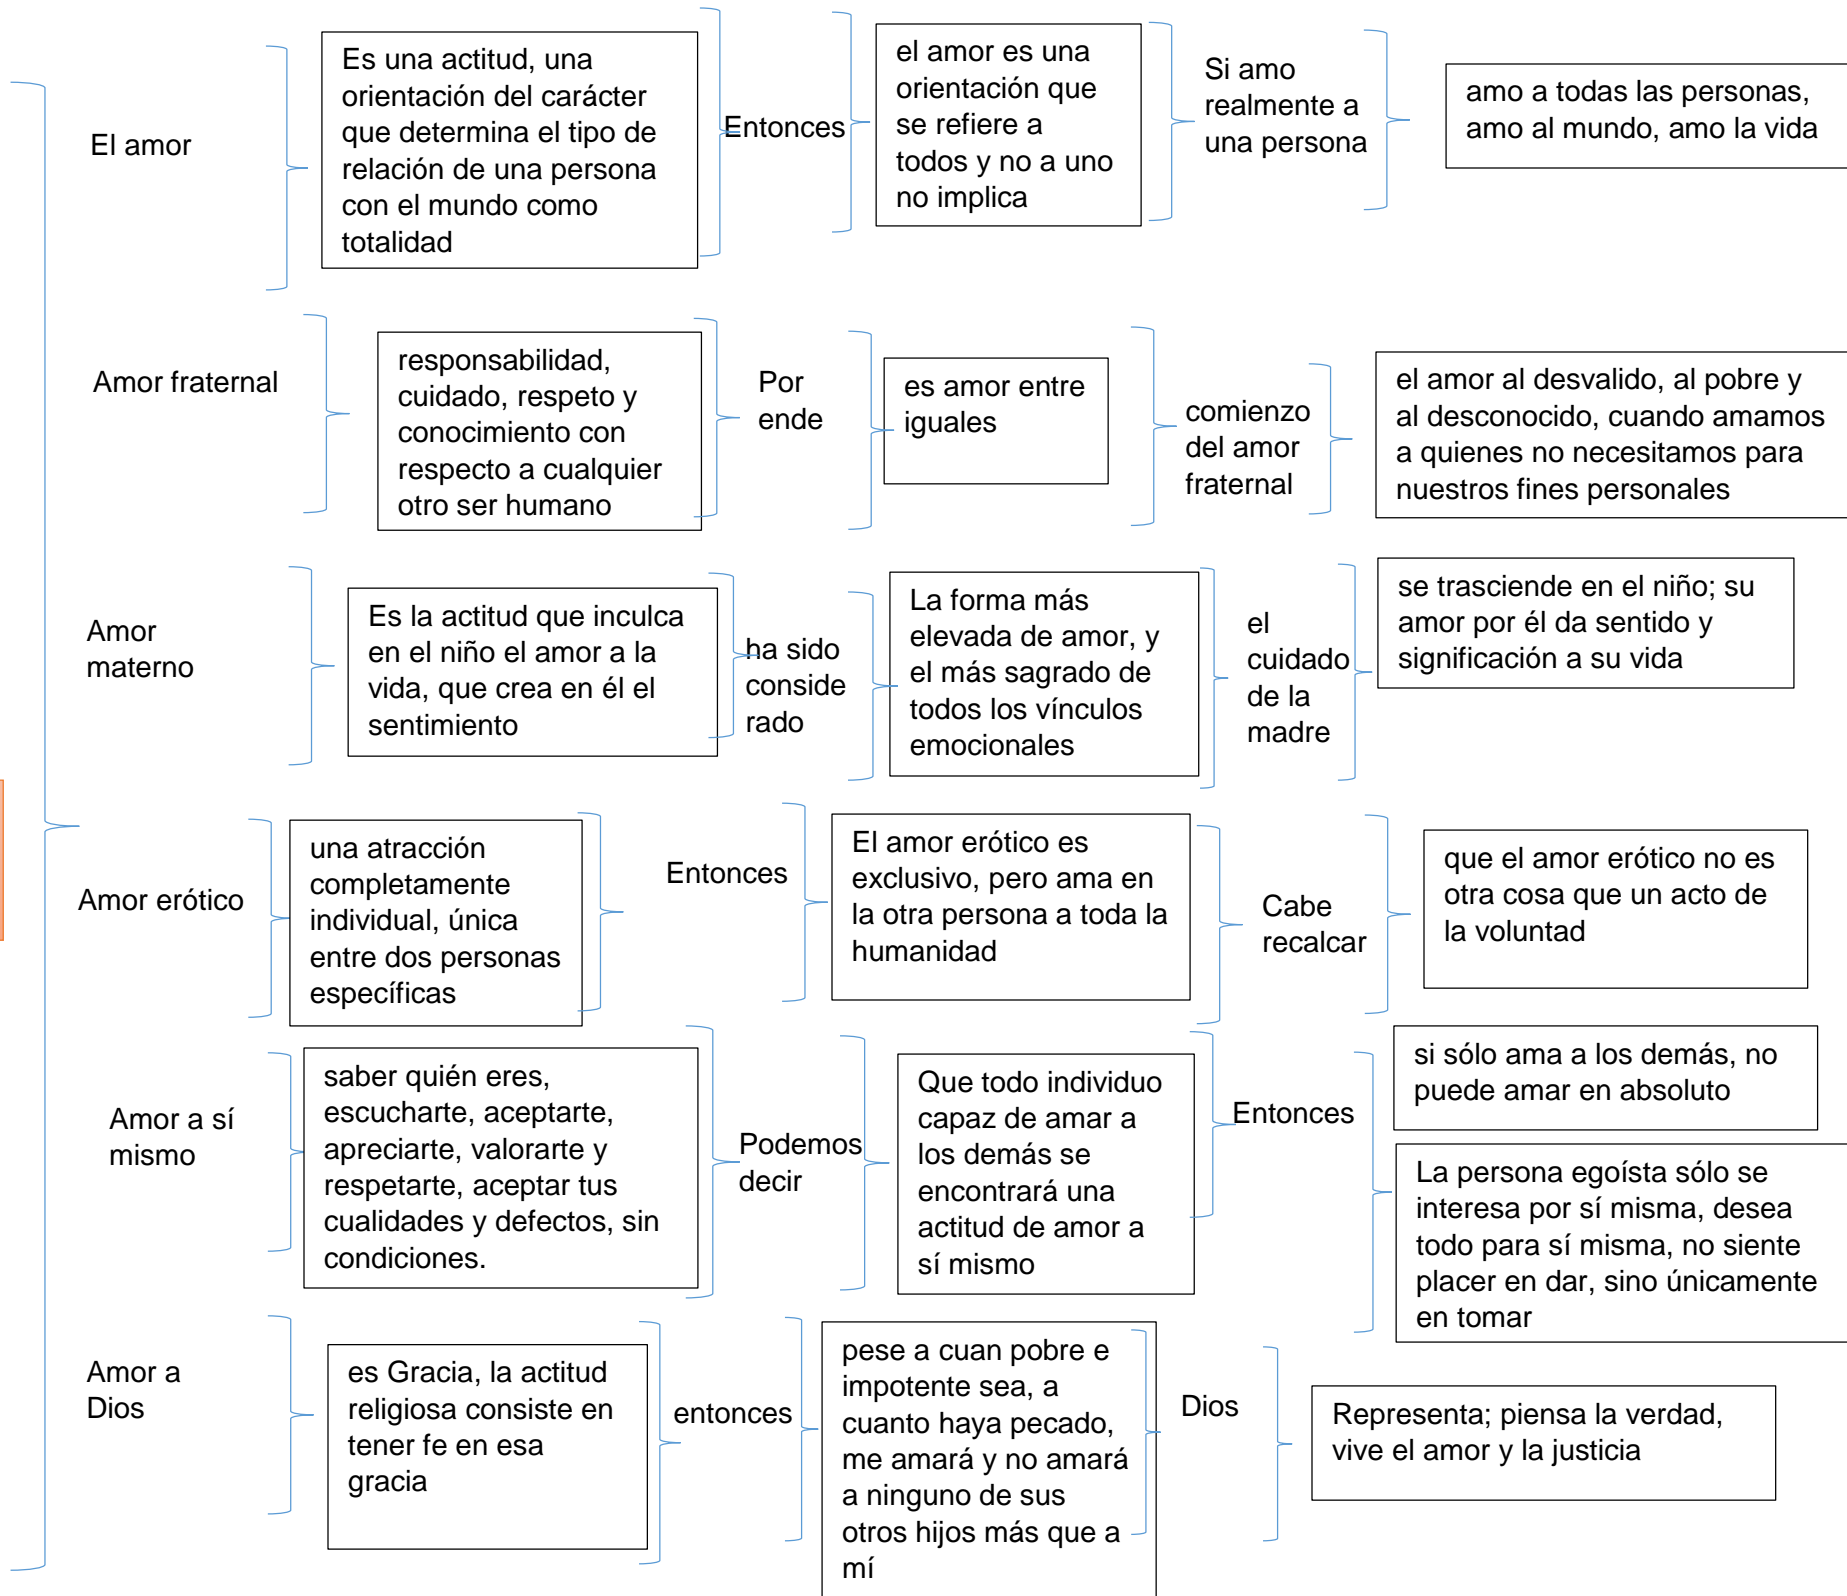 El amor
Es una actitud, una
orientación del carácter
que determina el tipo de
relación de una persona
con el mundo como
totalidad
Entonces
el amor es una
orientación que
se refiere a
todos y no a uno
no implica
Si amo
realmente a
una persona
amo a todas las personas,
amo al mundo, amo la vida
Amor fraternal
responsabilidad,
cuidado, respeto y
conocimiento con
respecto a cualquier
otro ser humano
Por
ende
es amor entre
iguales
comienzo
del amor
fraternal
el amor al desvalido, al pobre y
al desconocido, cuando amamos
a quienes no necesitamos para
nuestros fines personales
Amor
materno
Es la actitud que inculca
en el niño el amor a la
vida, que crea en él el
sentimiento
ha sido
conside
rado
La forma más
elevada de amor, y
el más sagrado de
todos los vínculos
emocionales
el
cuidado
de la
madre
se trasciende en el niño; su
amor por él da sentido y
significación a su vida
Amor erótico
una atracción
completamente
individual, única
entre dos personas
específicas
Entonces
El amor erótico es
exclusivo, pero ama en
la otra persona a toda la
humanidad
Cabe
recalcar
que el amor erótico no es
otra cosa que un acto de
la voluntad
Amor a sí
mismo
saber quién eres,
escucharte, aceptarte,
apreciarte, valorarte y
respetarte, aceptar tus
cualidades y defectos, sin
condiciones.
Podemos
decir
Que todo individuo
capaz de amar a
los demás se
encontrará una
actitud de amor a
sí mismo
Entonces
si sólo ama a los demás, no
puede amar en absoluto
La persona egoísta sólo se
interesa por sí misma, desea
todo para sí misma, no siente
placer en dar, sino únicamente
en tomar
Amor a
Dios
es Gracia, la actitud
religiosa consiste en
tener fe en esa
gracia
entonces
pese a cuan pobre e
impotente sea, a
cuanto haya pecado,
me amará y no amará
a ninguno de sus
otros hijos más que a
mí
Dios
Representa; piensa la verdad,
vive el amor y la justicia